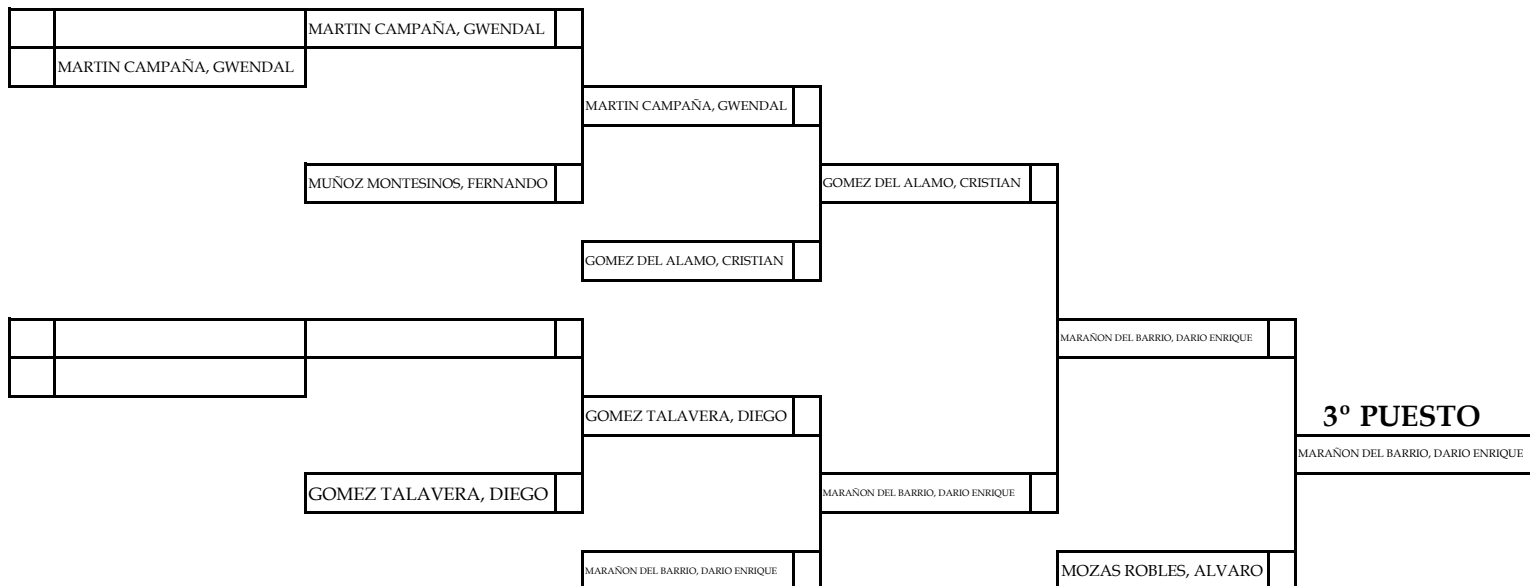 MARTIN CAMPAÑA, GWENDAL
MARTIN CAMPAÑA, GWENDAL
MARTIN CAMPAÑA, GWENDAL
MUÑOZ MONTESINOS, FERNANDO
GOMEZ DEL ALAMO, CRISTIAN
GOMEZ DEL ALAMO, CRISTIAN
MARAÑON DEL BARRIO, DARIO ENRIQUE
GOMEZ TALAVERA, DIEGO
3º PUESTO
MARAÑON DEL BARRIO, DARIO ENRIQUE
GOMEZ TALAVERA, DIEGO
MARAÑON DEL BARRIO, DARIO ENRIQUE
MARAÑON DEL BARRIO, DARIO ENRIQUE
MOZAS ROBLES, ALVARO